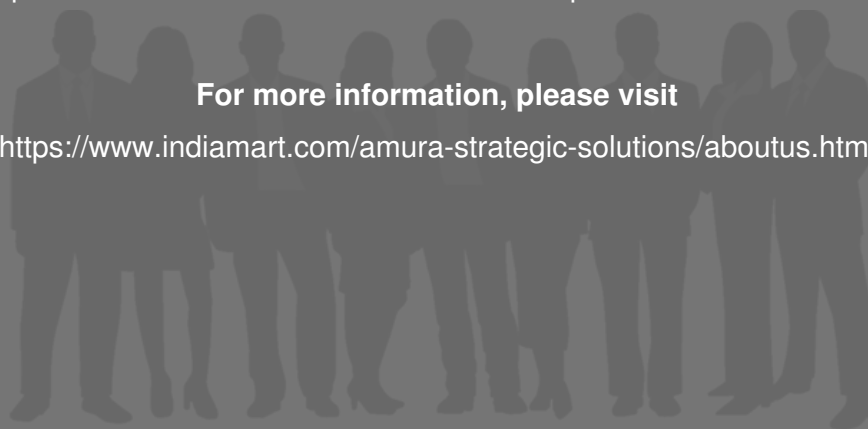 For more information, please visit
https://www.indiamart.com/amura-strategic-solutions/aboutus.htm